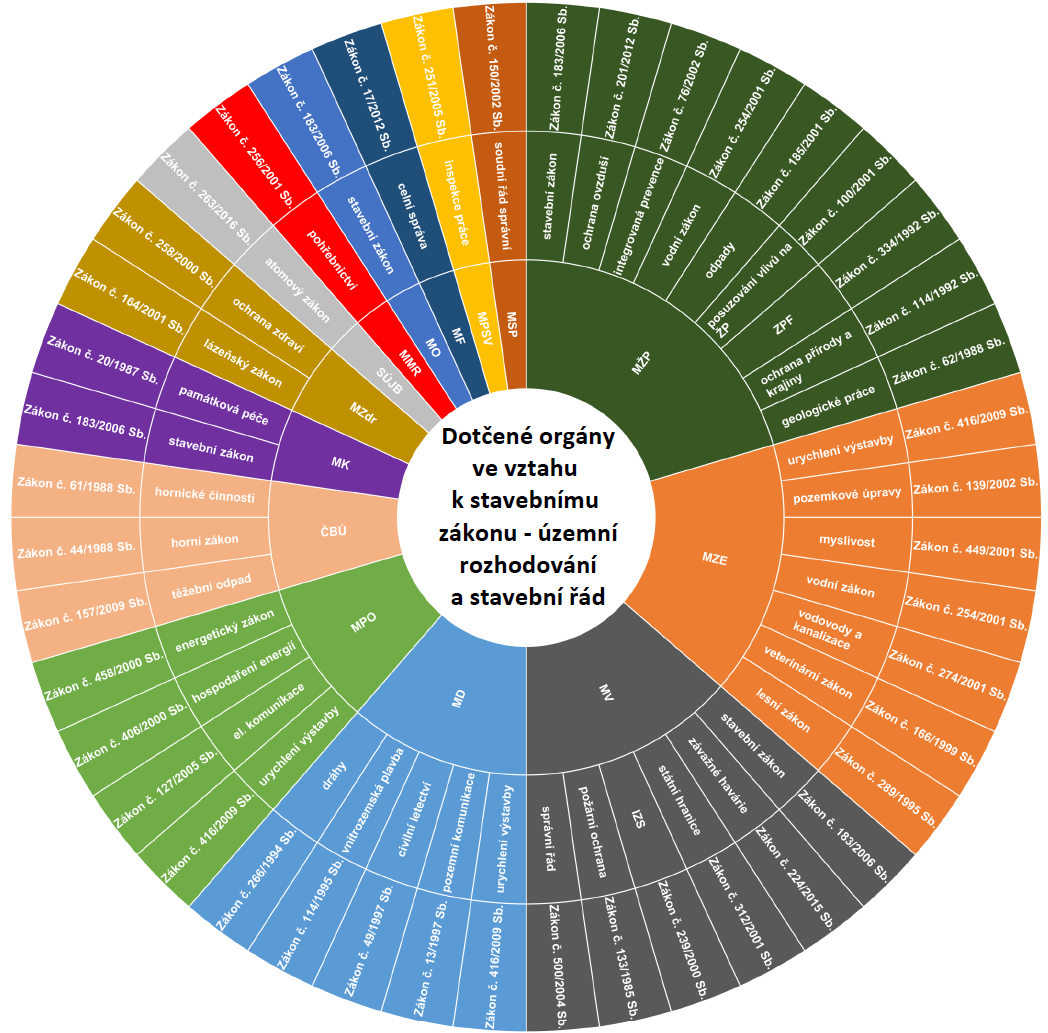 Dotčené orgány
ve vztahu
k stavebnímu
zákonu - územní
rozhodování
a stavební řád
MŽP
stavební zákon
Zákon č. 183/2006 Sb.
ochrana ovzduší
Zákon č. 201/2012 Sb.
integrovaná prevence
Zákon č. 76/2002 Sb.
vodní zákon
Zákon č. 254/2001 Sb.
odpady
Zákon č. 185/2001 Sb.
posuzování vlivů na
ŽP
Zákon č. 100/2001 Sb.
ZPF
Zákon č. 334/1992 Sb.
ochrana přírody a
krajiny
Zákon č. 114/1992 Sb.
geologické práce
Zákon č. 62/1988 Sb.
MZE
urychlení výstavby
Zákon č. 416/2009 Sb.
pozemkové úpravy
Zákon č. 139/2002 Sb.
myslivost
Zákon č. 449/2001 Sb.
vodní zákon
Zákon č. 254/2001 Sb.
vodovody a
kanalizace
Zákon č. 274/2001 Sb.
veterinární zákon
Zákon č. 166/1999 Sb.
lesní zákon
Zákon č. 289/1995 Sb.
MV
stavební zákon
Zákon č. 183/2006 Sb.
závažné havárie
Zákon č. 224/2015 Sb.
státní hranice
Zákon č. 312/2001 Sb.
IZS
Zákon č. 239/2000 Sb.
požární ochrana
Zákon č. 133/1985 Sb.
správní řád
Zákon č. 500/2004 Sb.
MD
urychlení výstavby
Zákon č. 416/2009 Sb.
pozemní komunikace
Zákon č. 13/1997 Sb.
civilní letectví
Zákon č. 49/1997 Sb.
vnitrozemská plavba
Zákon č. 114/1995 Sb.
dráhy
Zákon č. 266/1994 Sb.
MPO
urychlení výstavby
Zákon č. 416/2009 Sb.
el. komunikace
Zákon č. 127/2005 Sb.
hospodaření energií
Zákon č. 406/2000 Sb.
energetický zákon
Zákon č. 458/2000 Sb.
ČBÚ
těžební odpad
Zákon č. 157/2009 Sb.
horní zákon
Zákon č. 44/1988 Sb.
hornické činnosti
Zákon č. 61/1988 Sb.
MK
stavební zákon
Zákon č. 183/2006 Sb.
památková péče
Zákon č. 20/1987 Sb.
MZdr
lázeňský zákon
Zákon č. 164/2001 Sb.
ochrana zdraví
Zákon č. 258/2000 Sb.
SÚJB
atomový zákon
Zákon č. 263/2016 Sb.
MMR
pohřebnictví
Zákon č. 256/2001 Sb.
MO
stavební zákon
Zákon č. 183/2006 Sb.
MF
celní správa
Zákon č. 17/2012 Sb.
MPSV
inspekce práce
Zákon č. 251/2005 Sb.
MSP
soudní řád správní
Zákon č. 150/2002 Sb.